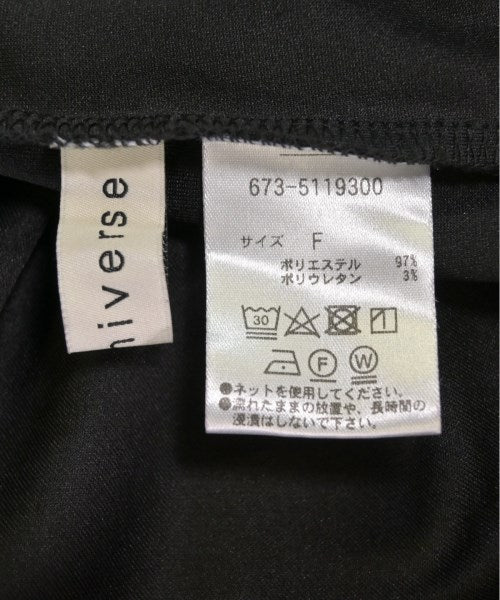 niverse
673-5119300
サイズ F
ポリエステル 97%
ポリウレタン 3%
30
F W
●ネットを使用してください。
●濡れたままの放置や、長時間の
浸漬はしないで下さい。